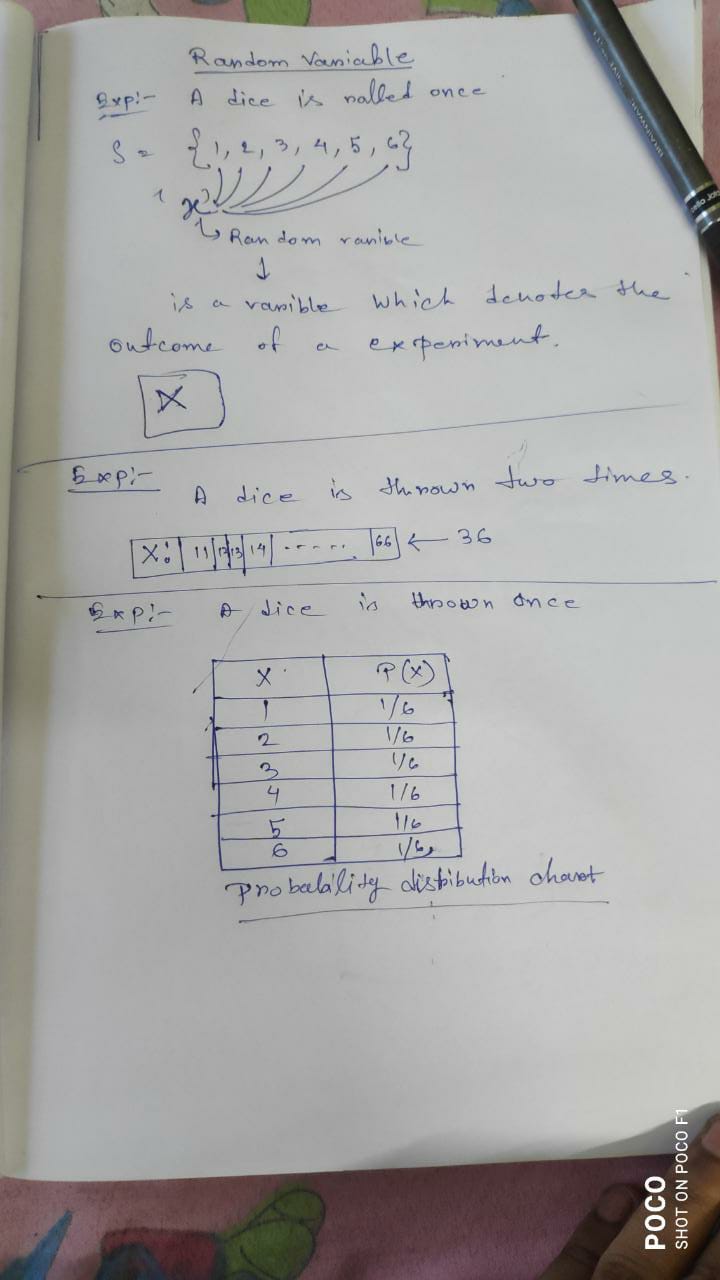 Random Variable
Exp:- A dice is rolled once
S = {1, 2, 3, 4, 5, 6}
x
↳ Random varible
↓
is a varible which denotes the
outcome of a experiment.
X
Exp:- A dice is thrown two times.
X: 11 12 13 14 ...... 66 ← 36
Exp:- A dice is thrown once
X P(X)
1 1/6
2 1/6
3 1/6
4 1/6
5 1/6
6 1/6
Probability distribution chart
POCO
SHOT ON POCO F1